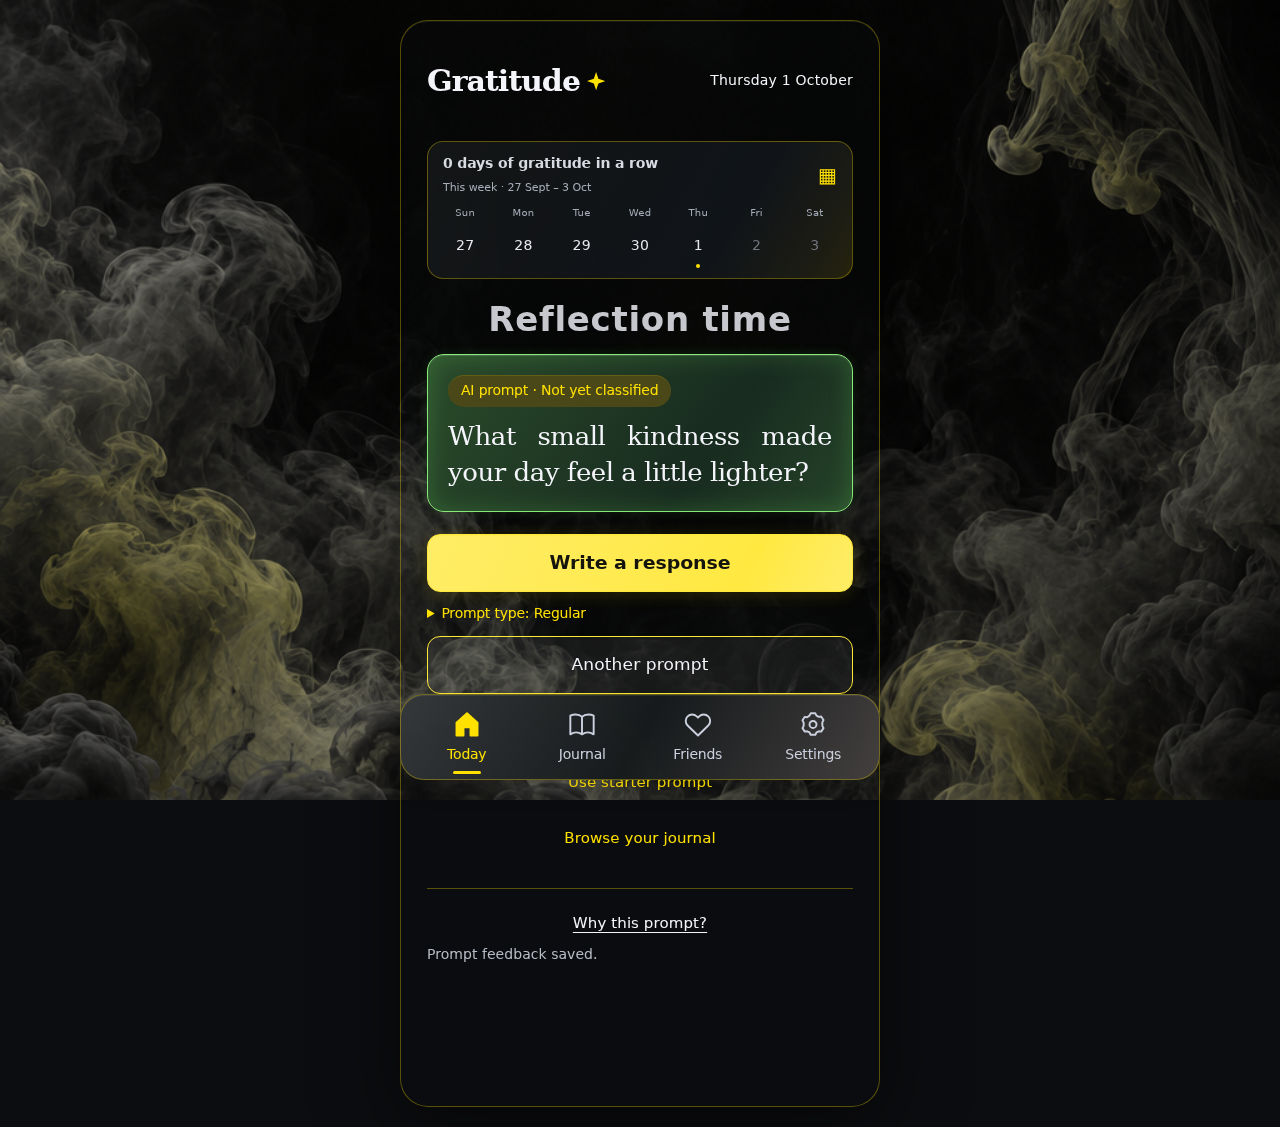 Gratitude
Thursday 1 October
0 days of gratitude in a row
This week · 27 Sept – 3 Oct
Sun Mon Tue Wed Thu Fri Sat
27 28 29 30 1 2 3
Reflection time
AI prompt · Not yet classified
What small kindness made
your day feel a little lighter?
Write a response
Prompt type: Regular
Another prompt
Today Journal Friends Settings
Use starter prompt
Browse your journal
Why this prompt?
Prompt feedback saved.